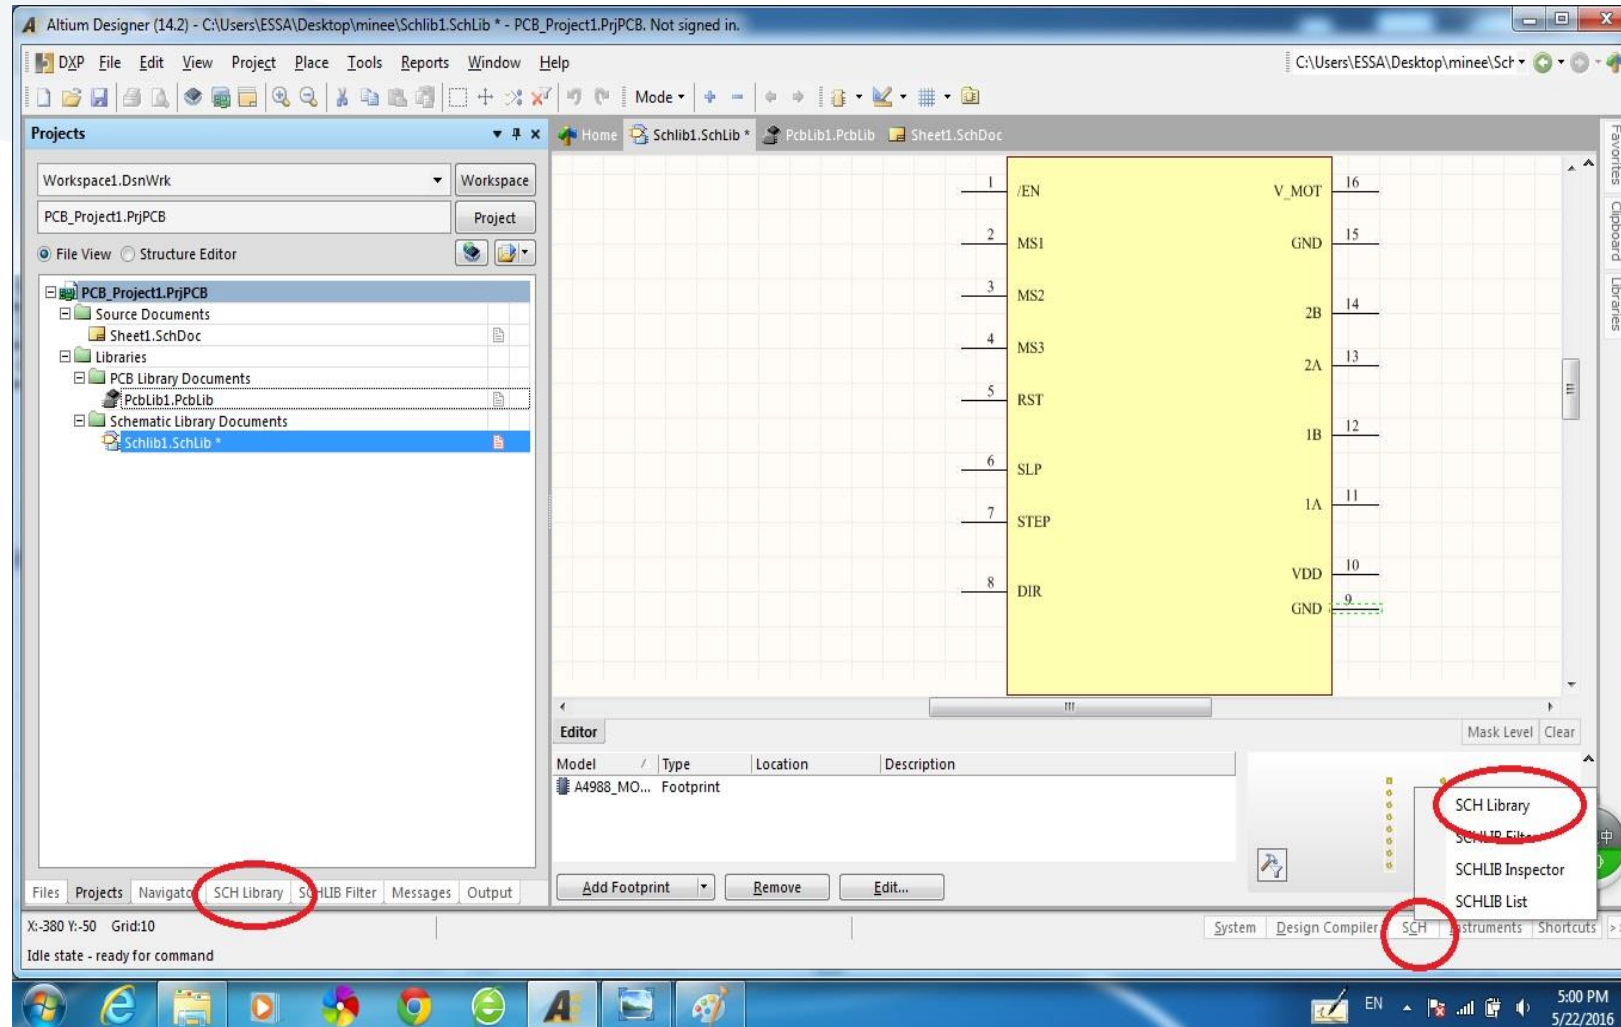 Altium Designer (14.2) - C:\Users\ESSA\Desktop\minee\Schlib1.SchLib * - PCB_Project1.PrjPCB. Not signed in.
DXP File Edit View Project Place Tools Reports Window Help
C:\Users\ESSA\Desktop\minee\Sch
Mode
Projects
Home Schlib1.SchLib * PcbLib1.PcbLib Sheet1.SchDoc
Favorites
Clipboard
Libraries
Workspace1.DsnWrk Workspace
PCB_Project1.PrjPCB Project
File View Structure Editor
PCB_Project1.PrjPCB
Source Documents
Sheet1.SchDoc
Libraries
PCB Library Documents
PcbLib1.PcbLib
Schematic Library Documents
Schlib1.SchLib *
1 /EN V_MOT 16
2 MS1 GND 15
3 MS2 2B 14
4 MS3 2A 13
5 RST 1B 12
6 SLP 1A 11
7 STEP VDD 10
8 DIR GND 9
Editor Mask Level Clear
Model Type Location Description
A4988_MO... Footprint
SCH Library
SCHLIB Filter
SCHLIB Inspector
SCHLIB List
中
Add Footprint Remove Edit...
Files Projects Navigator SCH Library SCHLIB Filter Messages Output
X:-380 Y:-50 Grid:10
System Design Compiler SCH Instruments Shortcuts >>
Idle state - ready for command
EN 5:00 PM
5/22/2016